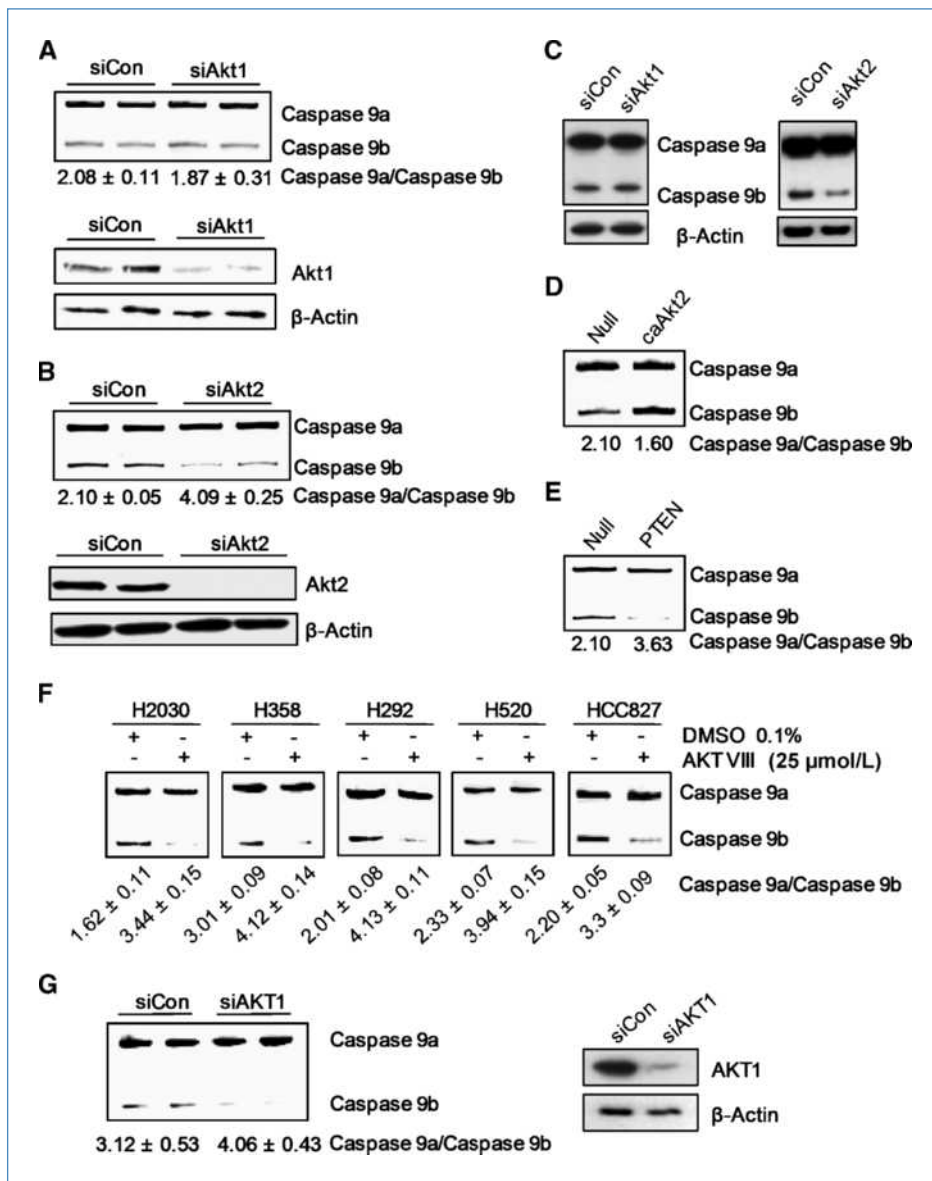 A
siCon siAkt1
Caspase 9a
Caspase 9b
2.08 ± 0.11 1.87 ± 0.31 Caspase 9a/Caspase 9b
siCon siAkt1
Akt1
β-Actin
B
siCon siAkt2
Caspase 9a
Caspase 9b
2.10 ± 0.05 4.09 ± 0.25 Caspase 9a/Caspase 9b
siCon siAkt2
Akt2
β-Actin
C
siCon siAkt1 siCon siAkt2
Caspase 9a
Caspase 9b
β-Actin
D
Null caAkt2
Caspase 9a
Caspase 9b
2.10 1.60 Caspase 9a/Caspase 9b
E
Null PTEN
Caspase 9a
Caspase 9b
2.10 3.63 Caspase 9a/Caspase 9b
F
H2030 H358 H292 H520 HCC827
+ - + - + - + - + - DMSO 0.1%
- + - + - + - + - + AKT VIII (25 µmol/L)
Caspase 9a
Caspase 9b
1.62 ± 0.11 3.44 ± 0.15 3.01 ± 0.09 4.12 ± 0.14 2.01 ± 0.08 4.13 ± 0.11 2.33 ± 0.07 3.94 ± 0.15 2.20 ± 0.05 3.3 ± 0.09 Caspase 9a/Caspase 9b
G
siCon siAKT1
Caspase 9a
Caspase 9b
3.12 ± 0.53 4.06 ± 0.43 Caspase 9a/Caspase 9b
siCon siAKT1
AKT1
β-Actin